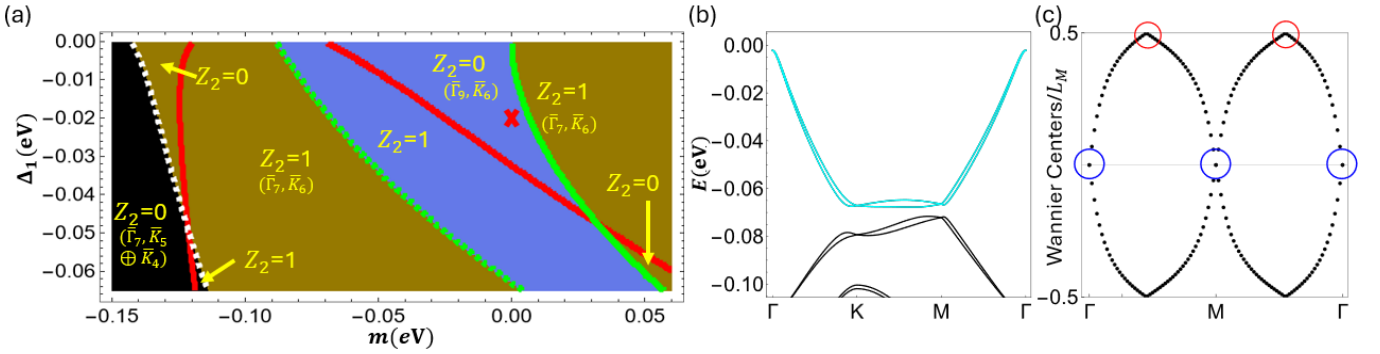 (a)
0.00
−0.01
−0.02
−0.03
−0.04
−0.05
−0.06
Δ₁(eV)
Z₂=0
Z₂=0
(Γ̄₉, K̄₆)
Z₂=1
(Γ̄₇, K̄₆)
Z₂=1
Z₂=1
(Γ̄₇, K̄₆)
Z₂=0
Z₂=0
(Γ̄₇, K̄₅
⊕ K̄₄)
Z₂=1
−0.15
−0.10
−0.05
0.00
0.05
m(eV)
(b)
0.00
−0.02
−0.04
−0.06
−0.08
−0.10
E(eV)
Γ
K
M
Γ
(c)
0.5
−0.5
Wannier Centers/L_M
Γ
M
Γ